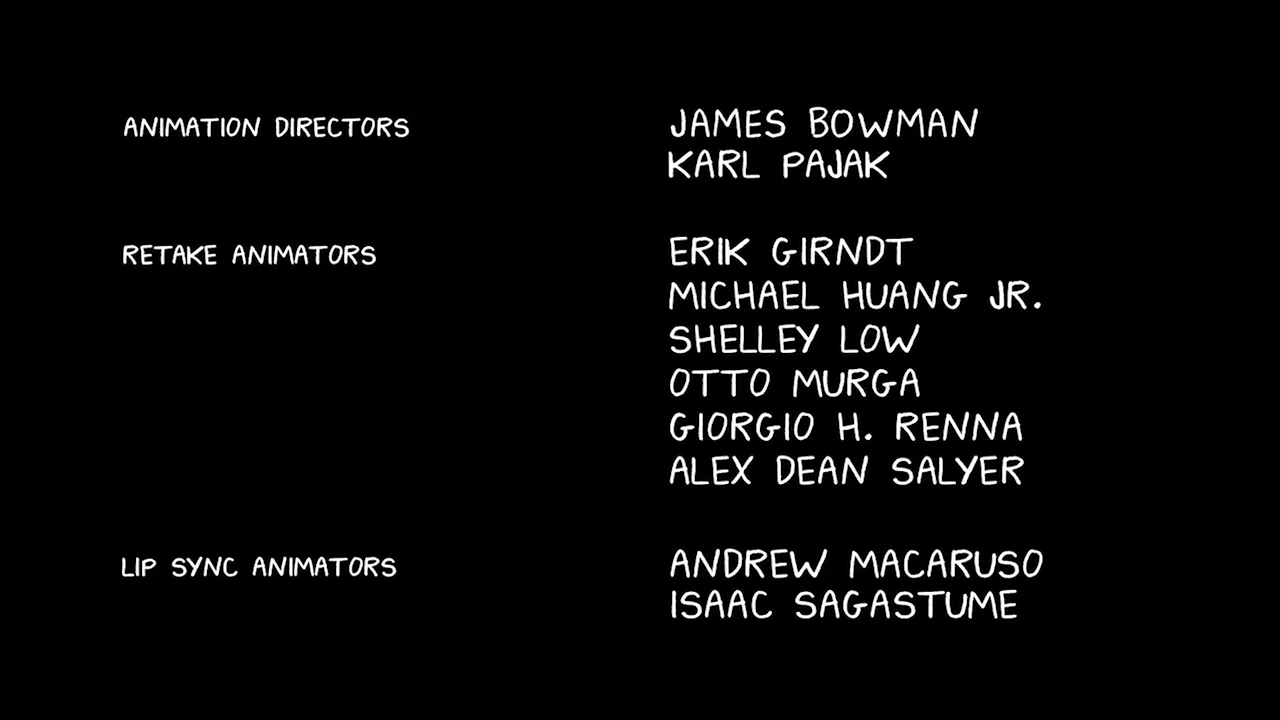 ANIMATION DIRECTORS JAMES BOWMAN
KARL PAJAK
RETAKE ANIMATORS ERIK GIRNDT
MICHAEL HUANG JR.
SHELLEY LOW
OTTO MURGA
GIORGIO H. RENNA
ALEX DEAN SALYER
LIP SYNC ANIMATORS ANDREW MACARUSO
ISAAC SAGASTUME